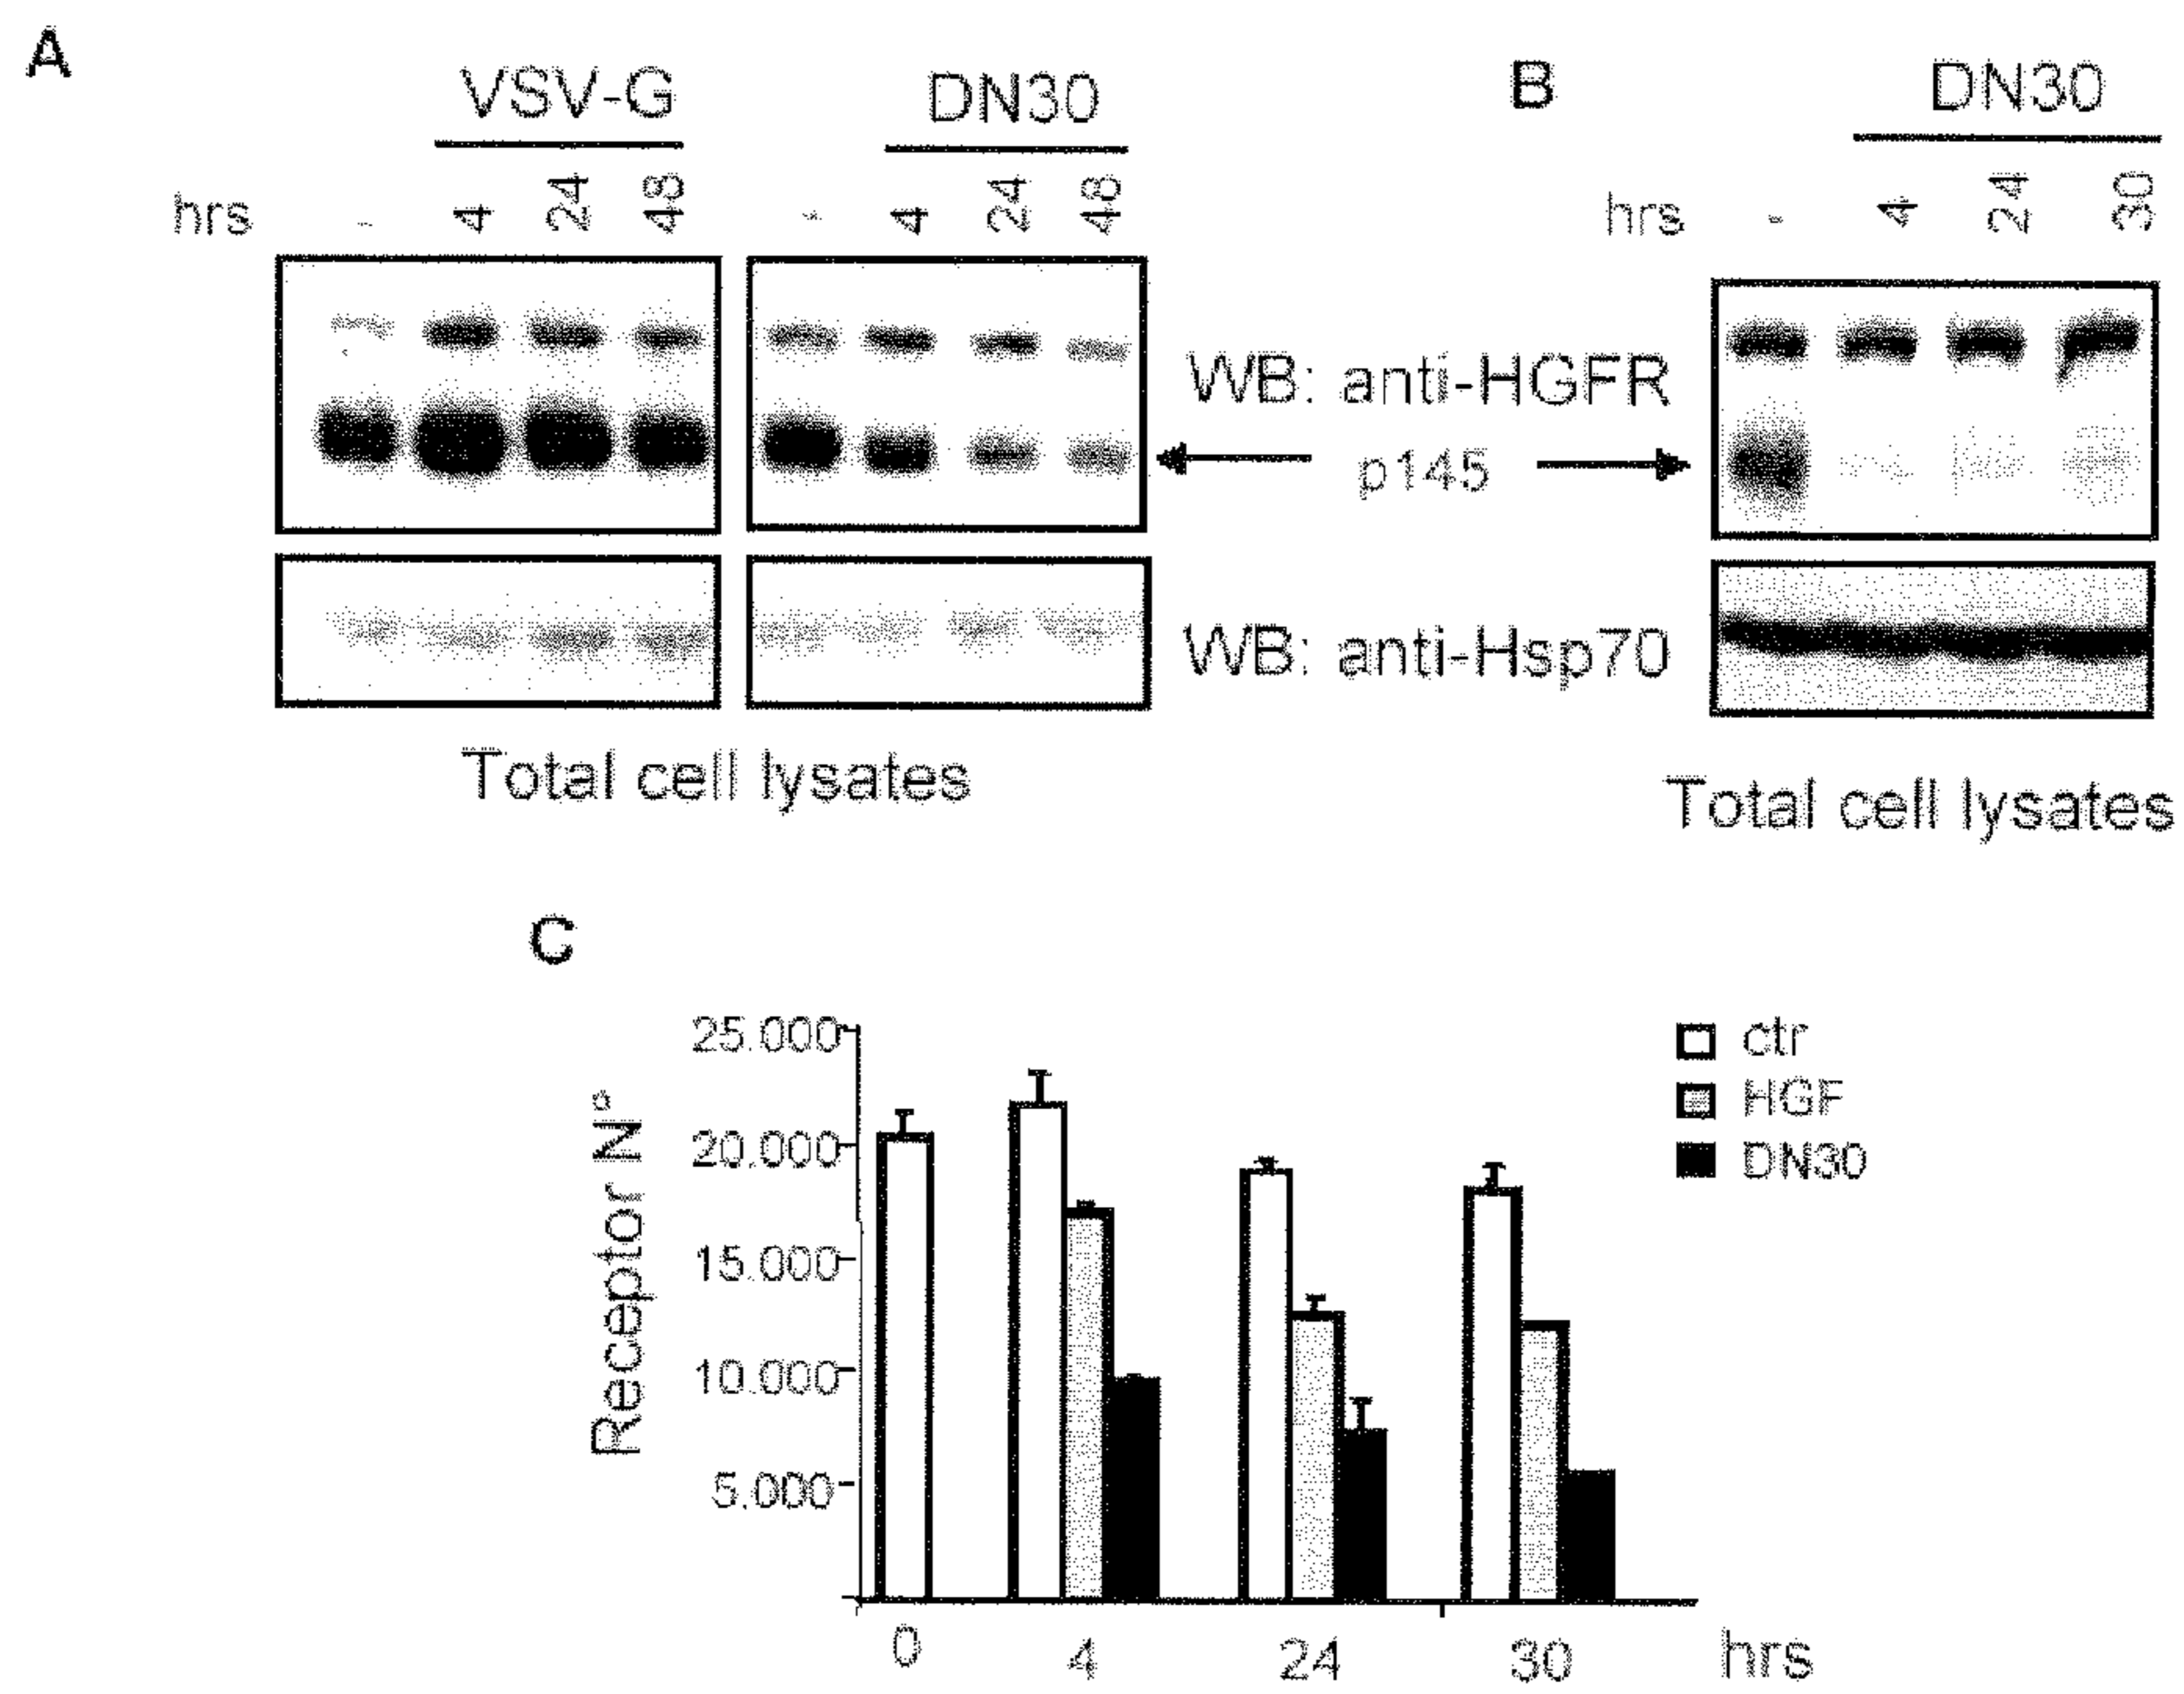 A
VSV-G
DN30
hrs - 4 24 48 - 4 24 48
WB: anti-HGFR
p145
WB: anti-Hsp70
Total cell lysates
B
DN30
hrs - 4 24 30
Total cell lysates
C
Receptor N°
25.000
20.000
15.000
10.000
5.000
0 4 24 30 hrs
ctr
HGF
DN30